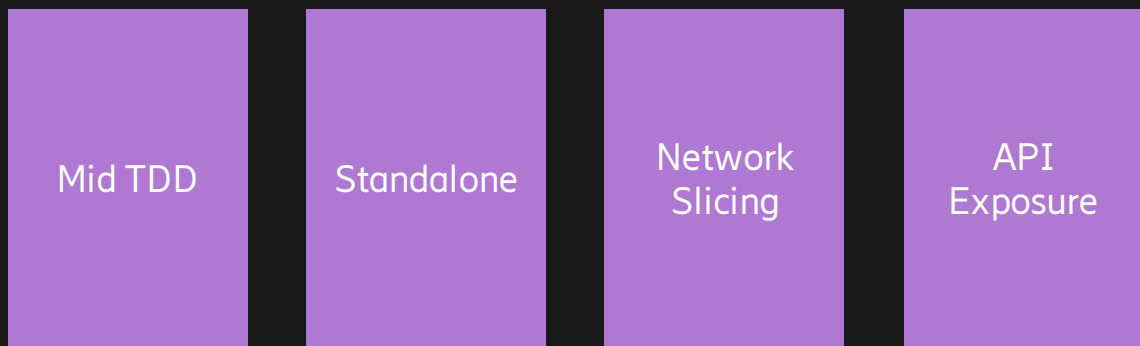 Mid TDD
Standalone
Network
Slicing
API
Exposure